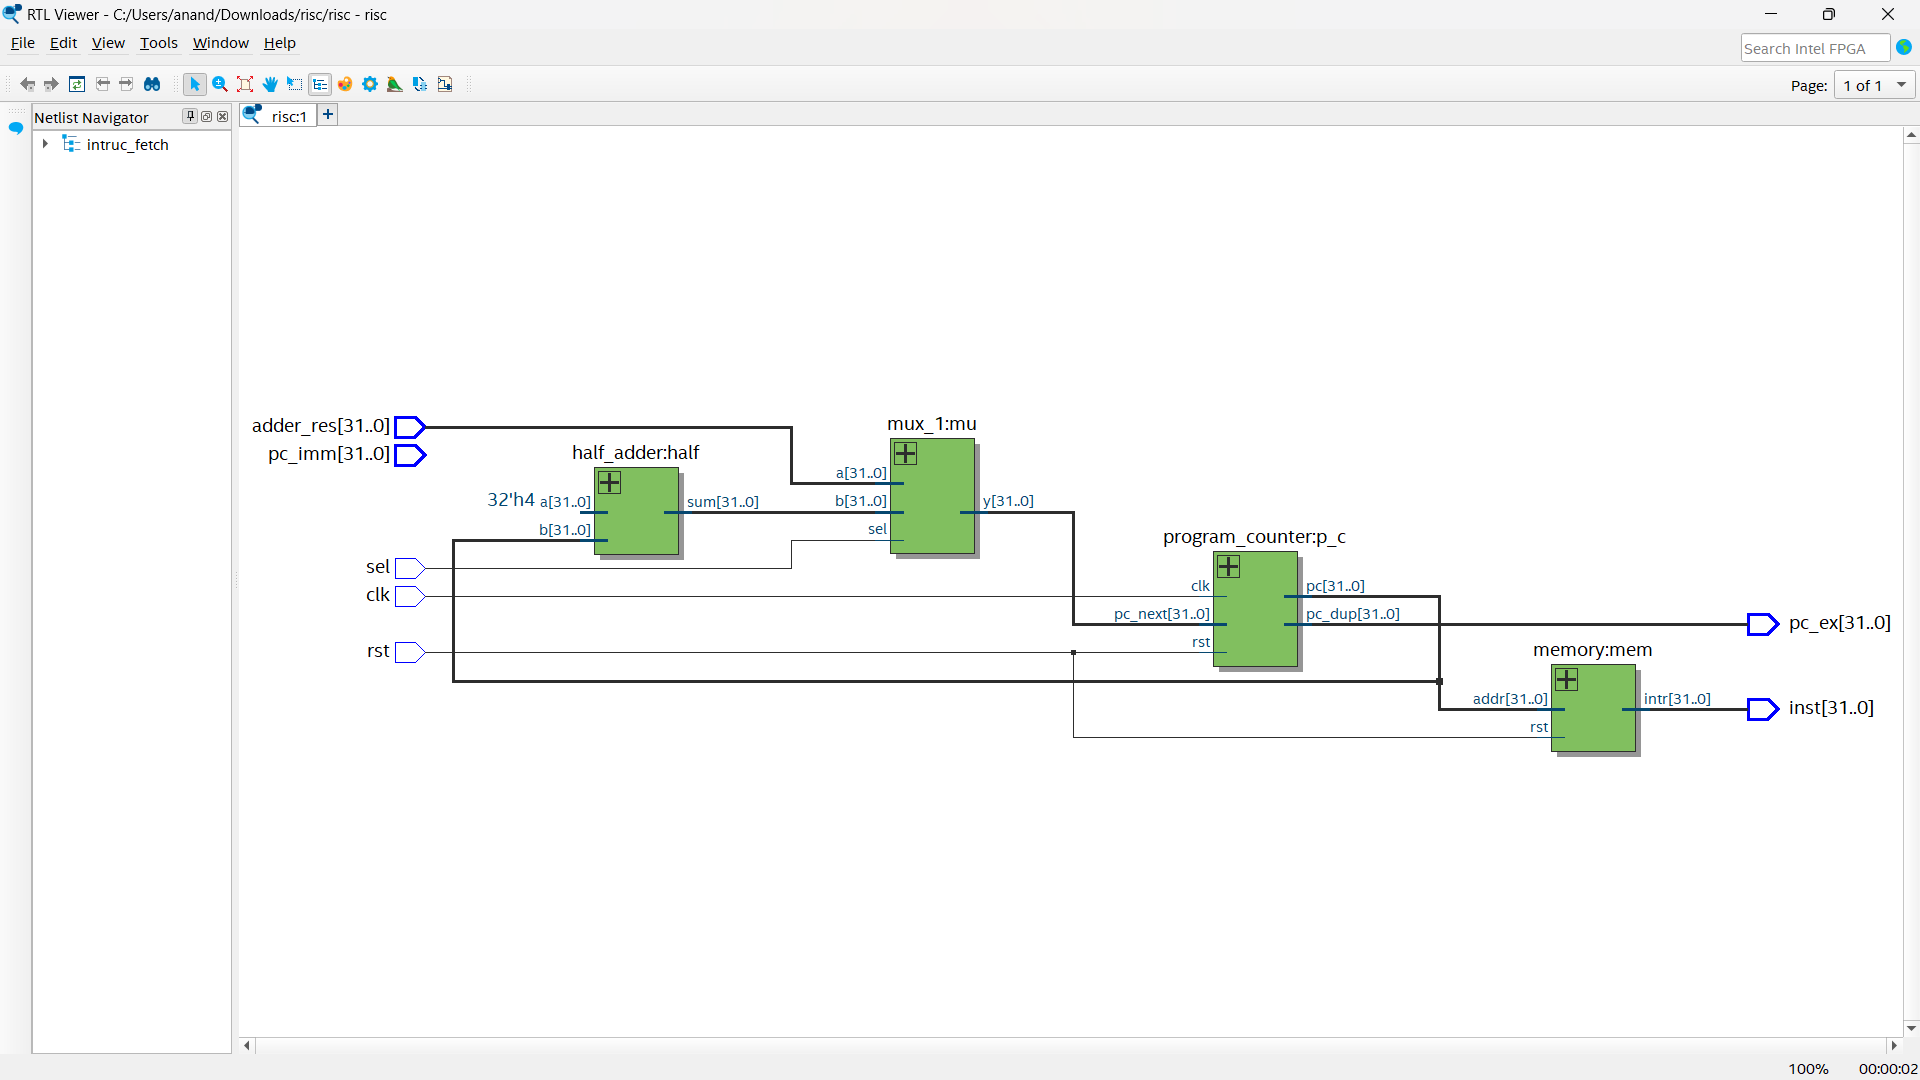 RTL Viewer - C:/Users/anand/Downloads/risc/risc - risc
File Edit View Tools Window Help
Search Intel FPGA
Page: 1 of 1
Netlist Navigator
risc:1
intruc_fetch
adder_res[31..0]
mux_1:mu
pc_imm[31..0]
half_adder:half
a[31..0]
32'h4 a[31..0]
sum[31..0]
b[31..0]
y[31..0]
b[31..0]
sel
program_counter:p_c
sel
clk
pc[31..0]
clk
pc_next[31..0]
pc_dup[31..0]
pc_ex[31..0]
rst
rst
memory:mem
addr[31..0]
intr[31..0]
inst[31..0]
rst
100% 00:00:02